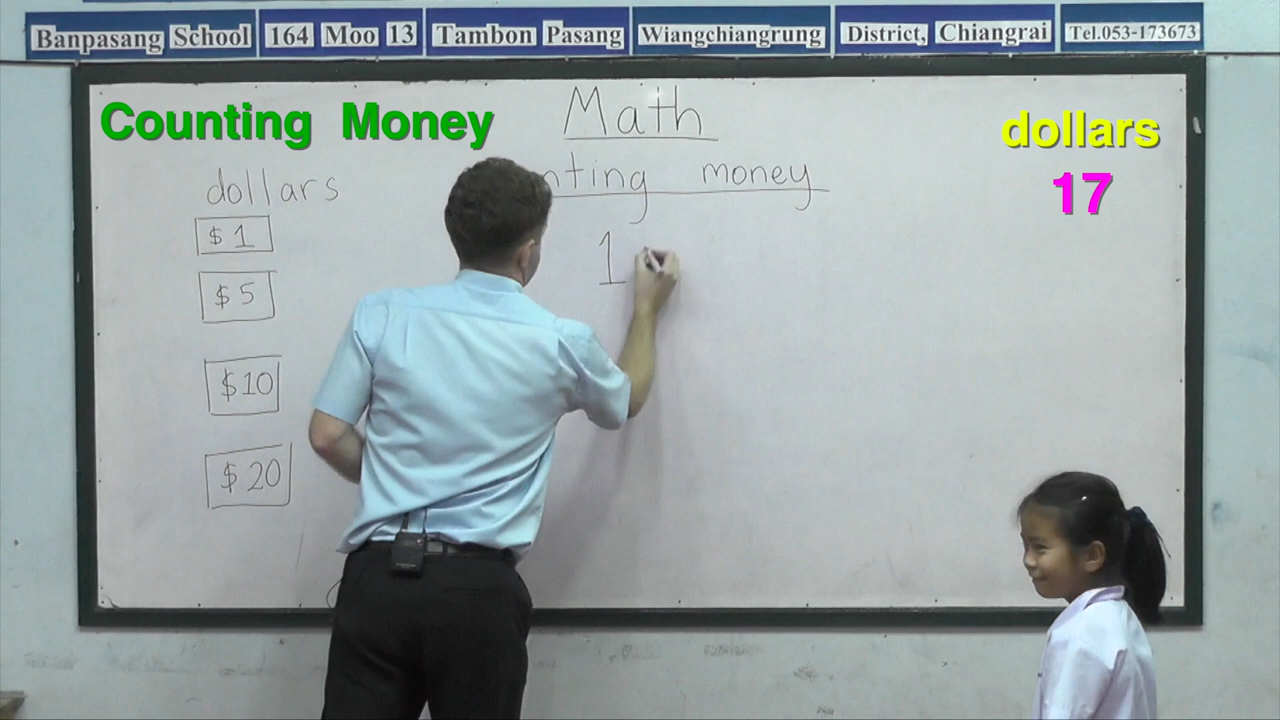 Banpasang School 164 Moo 13 Tambon Pasang Wiangchiangrung District, Chiangrai Tel.053-173673
Counting Money
Math
dollars
17
nting money
dollars
1
$ 1
$ 5
$10
$ 20